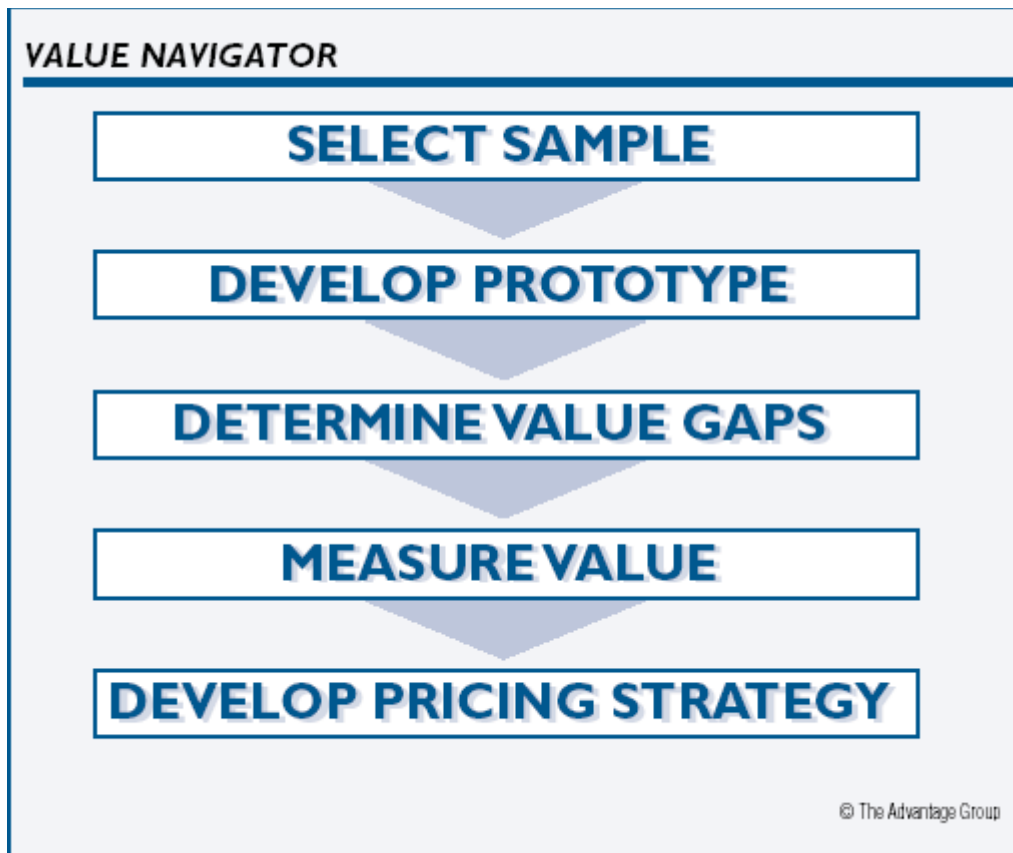 VALUE NAVIGATOR
SELECT SAMPLE
DEVELOP PROTOTYPE
DETERMINE VALUE GAPS
MEASURE VALUE
DEVELOP PRICING STRATEGY
© The Advantage Group